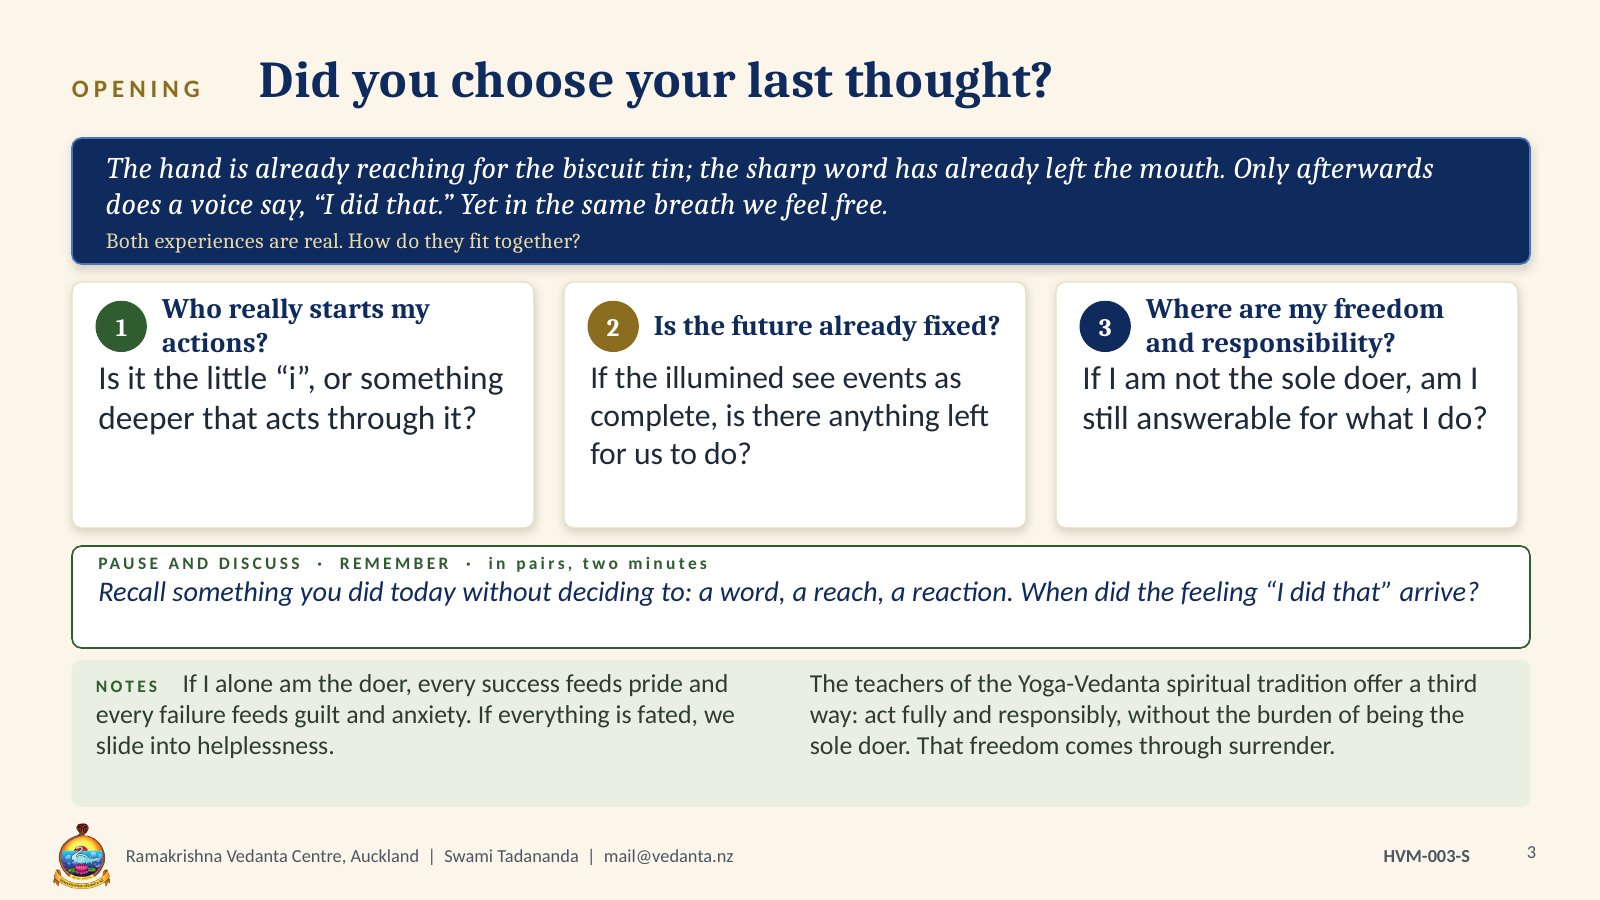 OPENING
Did you choose your last thought?
The hand is already reaching for the biscuit tin; the sharp word has already left the mouth. Only afterwards
does a voice say, “I did that.” Yet in the same breath we feel free.
Both experiences are real. How do they fit together?
1
Who really starts my
actions?
Is it the little “i”, or something
deeper that acts through it?
2
Is the future already fixed?
If the illumined see events as
complete, is there anything left
for us to do?
3
Where are my freedom
and responsibility?
If I am not the sole doer, am I
still answerable for what I do?
PAUSE AND DISCUSS · REMEMBER · in pairs, two minutes
Recall something you did today without deciding to: a word, a reach, a reaction. When did the feeling “I did that” arrive?
NOTES If I alone am the doer, every success feeds pride and
every failure feeds guilt and anxiety. If everything is fated, we
slide into helplessness.
The teachers of the Yoga-Vedanta spiritual tradition offer a third
way: act fully and responsibly, without the burden of being the
sole doer. That freedom comes through surrender.
Ramakrishna Vedanta Centre, Auckland | Swami Tadananda | mail@vedanta.nz
HVM-003-S
3